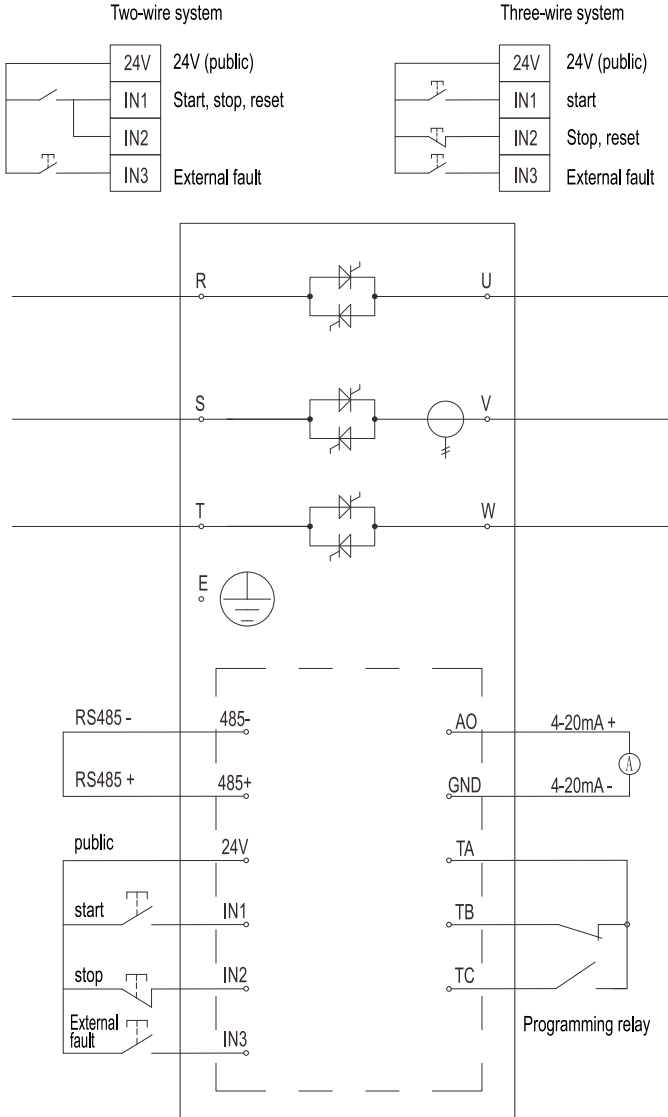 Two-wire system
Three-wire system
24V 24V (public)
IN1 Start, stop, reset
IN2
IN3 External fault
24V 24V (public)
IN1 start
IN2 Stop, reset
IN3 External fault
R U
S V
T W
E
RS485 - 485- AO 4-20mA +
A
RS485 + 485+ GND 4-20mA -
public 24V TA
start IN1 TB
stop IN2 TC
External
fault IN3
Programming relay